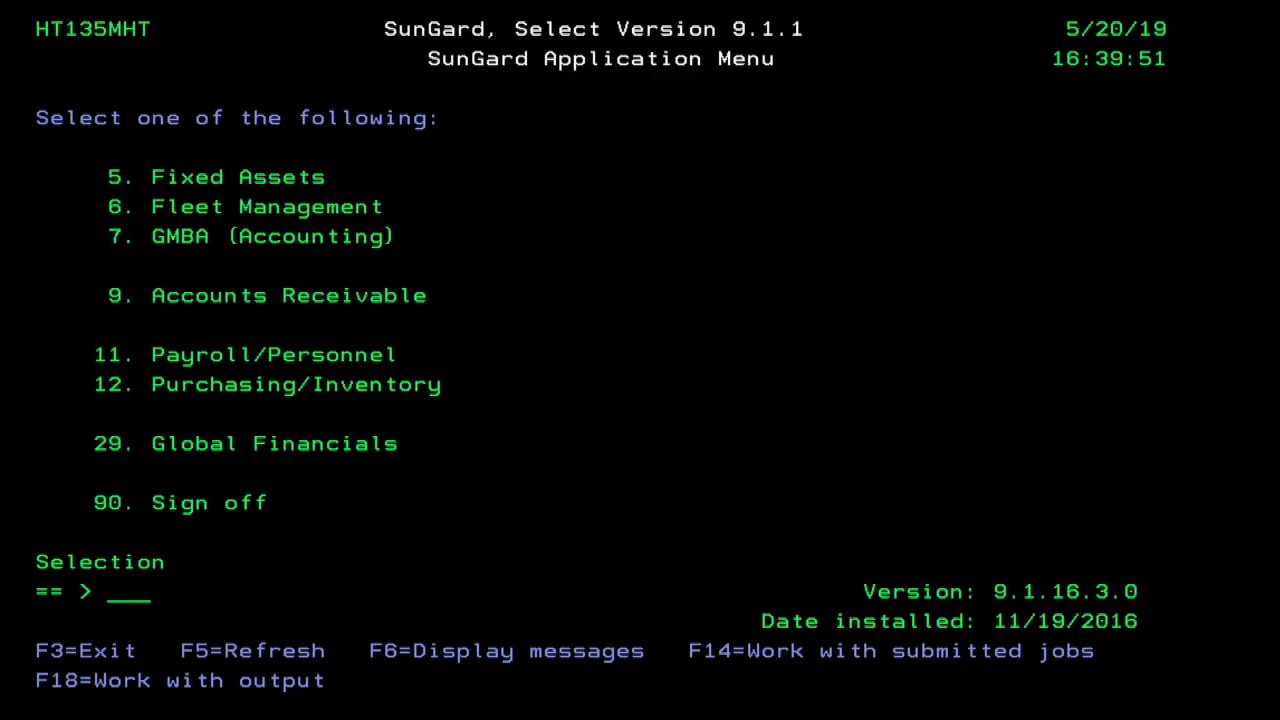 HT135MHT SunGard, Select Version 9.1.1 5/20/19
SunGard Application Menu 16:39:51
Select one of the following:
5. Fixed Assets
6. Fleet Management
7. GMBA (Accounting)
9. Accounts Receivable
11. Payroll/Personnel
12. Purchasing/Inventory
29. Global Financials
90. Sign off
Selection
== > ___ Version: 9.1.16.3.0
Date installed: 11/19/2016
F3=Exit F5=Refresh F6=Display messages F14=Work with submitted jobs
F18=Work with output